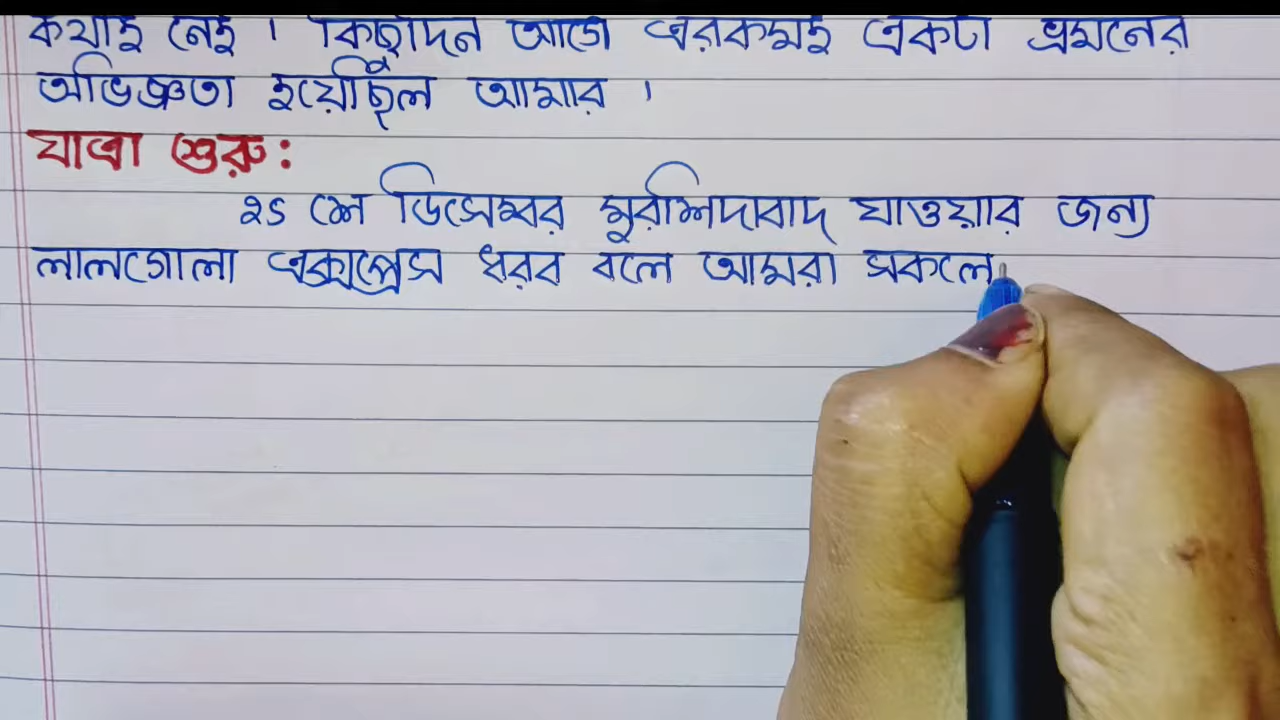 কথাই নেই । কিছুদিন আগে এরকমই একটা ভ্রমনের
অভিজ্ঞতা হয়েছিল আমার ।
যাত্রা শুরু:
২১ শে ডিসেম্বর মুরশিদাবাদ যাওয়ার জন্য
লালগোলা এক্সপ্রেস ধরব বলে আমরা সকলে